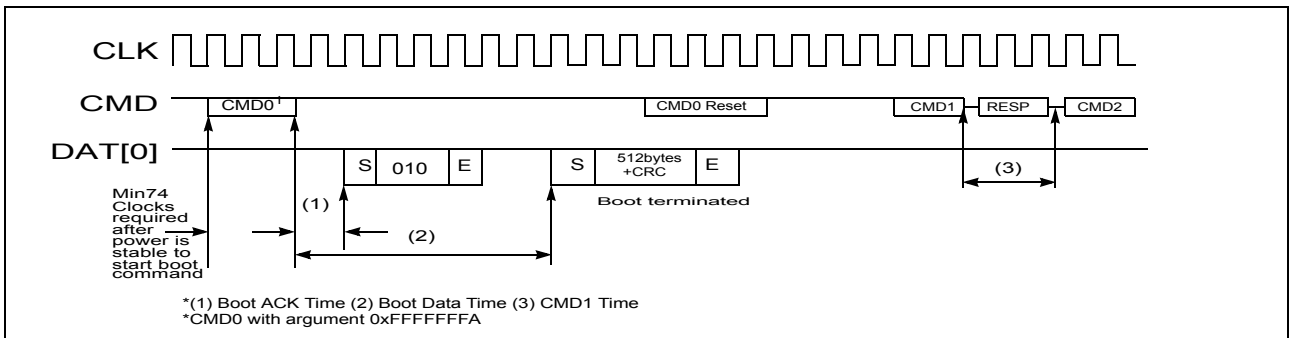 CLK
CMD
CMD0¹
CMD0 Reset
CMD1
RESP
CMD2
DAT[0]
S
010
E
S
512bytes
+CRC
E
Boot terminated
(1)
(2)
(3)
Min74
Clocks
required
after
power is
stable to
start boot
command
*(1) Boot ACK Time (2) Boot Data Time (3) CMD1 Time
*CMD0 with argument 0xFFFFFFFA